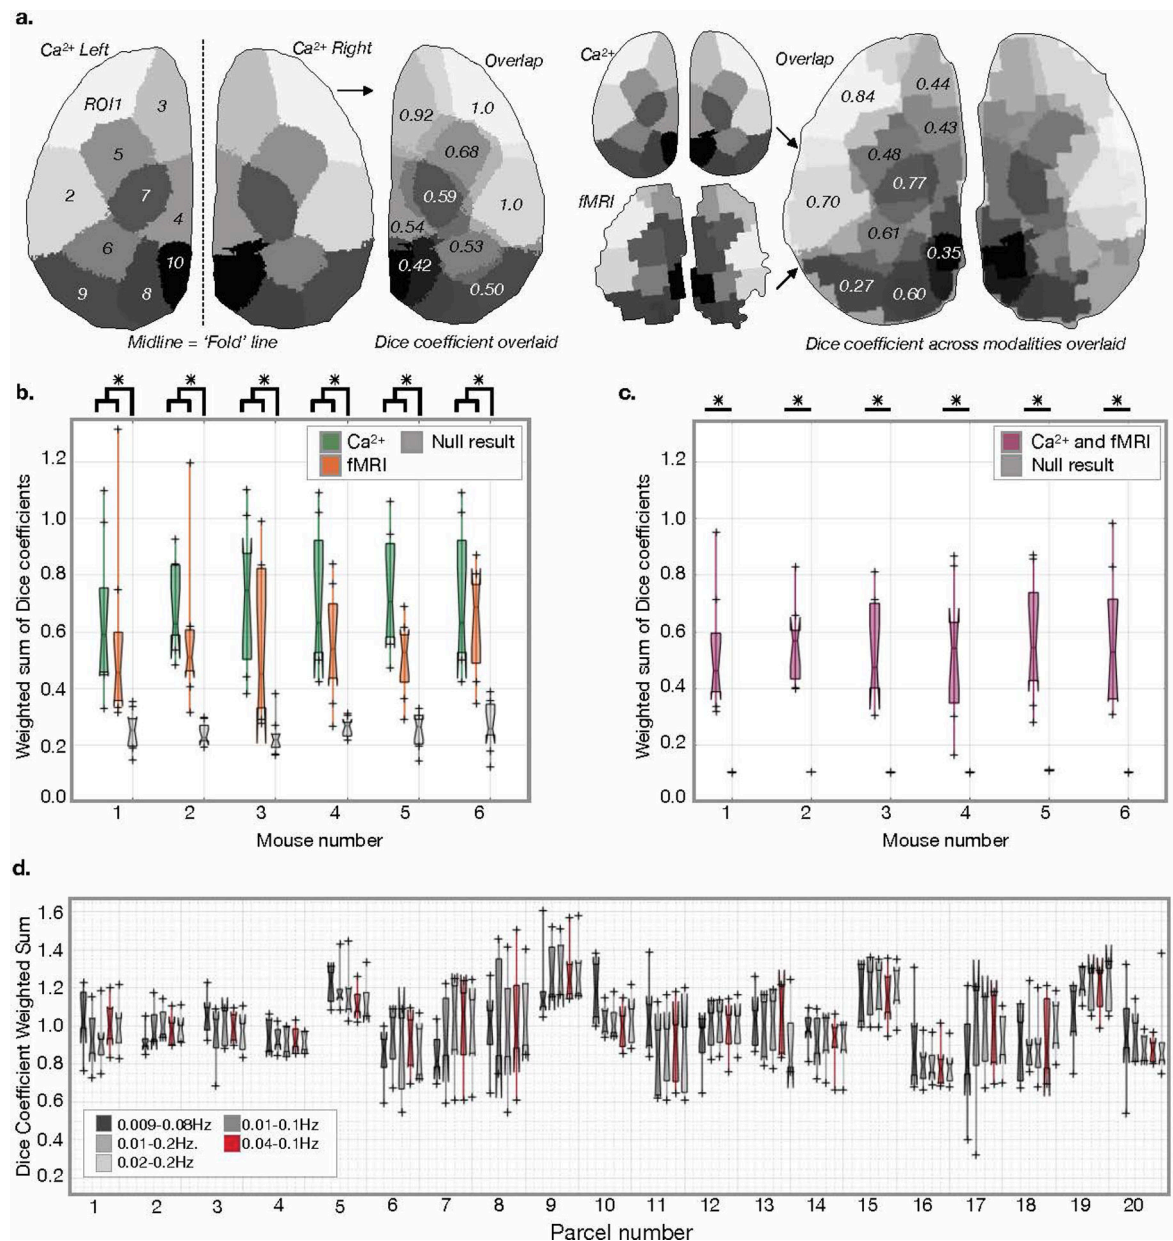 a.
Ca²⁺ Left
Ca²⁺ Right
Overlap
Ca²⁺
Overlap
ROI1
3
5
2
7
4
6
10
9
8
0.92
1.0
0.68
0.59
1.0
0.54
0.53
0.42
0.50
fMRI
0.84
0.44
0.43
0.48
0.77
0.70
0.61
0.35
0.27
0.60
Midline = 'Fold' line
Dice coefficient overlaid
Dice coefficient across modalities overlaid
b.
* * * * * *
Ca²⁺
Null result
fMRI
Weighted sum of Dice coefficients
1.2
1.0
0.8
0.6
0.4
0.2
0.0
1 2 3 4 5 6
Mouse number
c.
* * * * * *
Ca²⁺ and fMRI
Null result
Weighted sum of Dice coefficients
1.2
1.0
0.8
0.6
0.4
0.2
0.0
1 2 3 4 5 6
Mouse number
d.
Dice Coefficient Weighted Sum
1.6
1.4
1.2
1.0
0.8
0.6
0.4
0.2
0.009-0.08Hz
0.01-0.1Hz
0.01-0.2Hz.
0.04-0.1Hz
0.02-0.2Hz
1 2 3 4 5 6 7 8 9 10 11 12 13 14 15 16 17 18 19 20
Parcel number